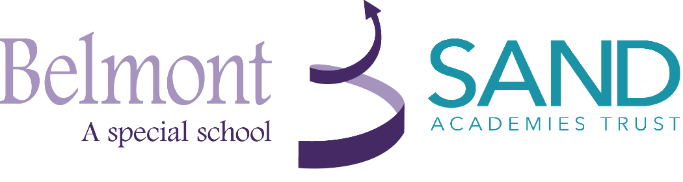 Belmont
A special school
SAND
ACADEMIES TRUST